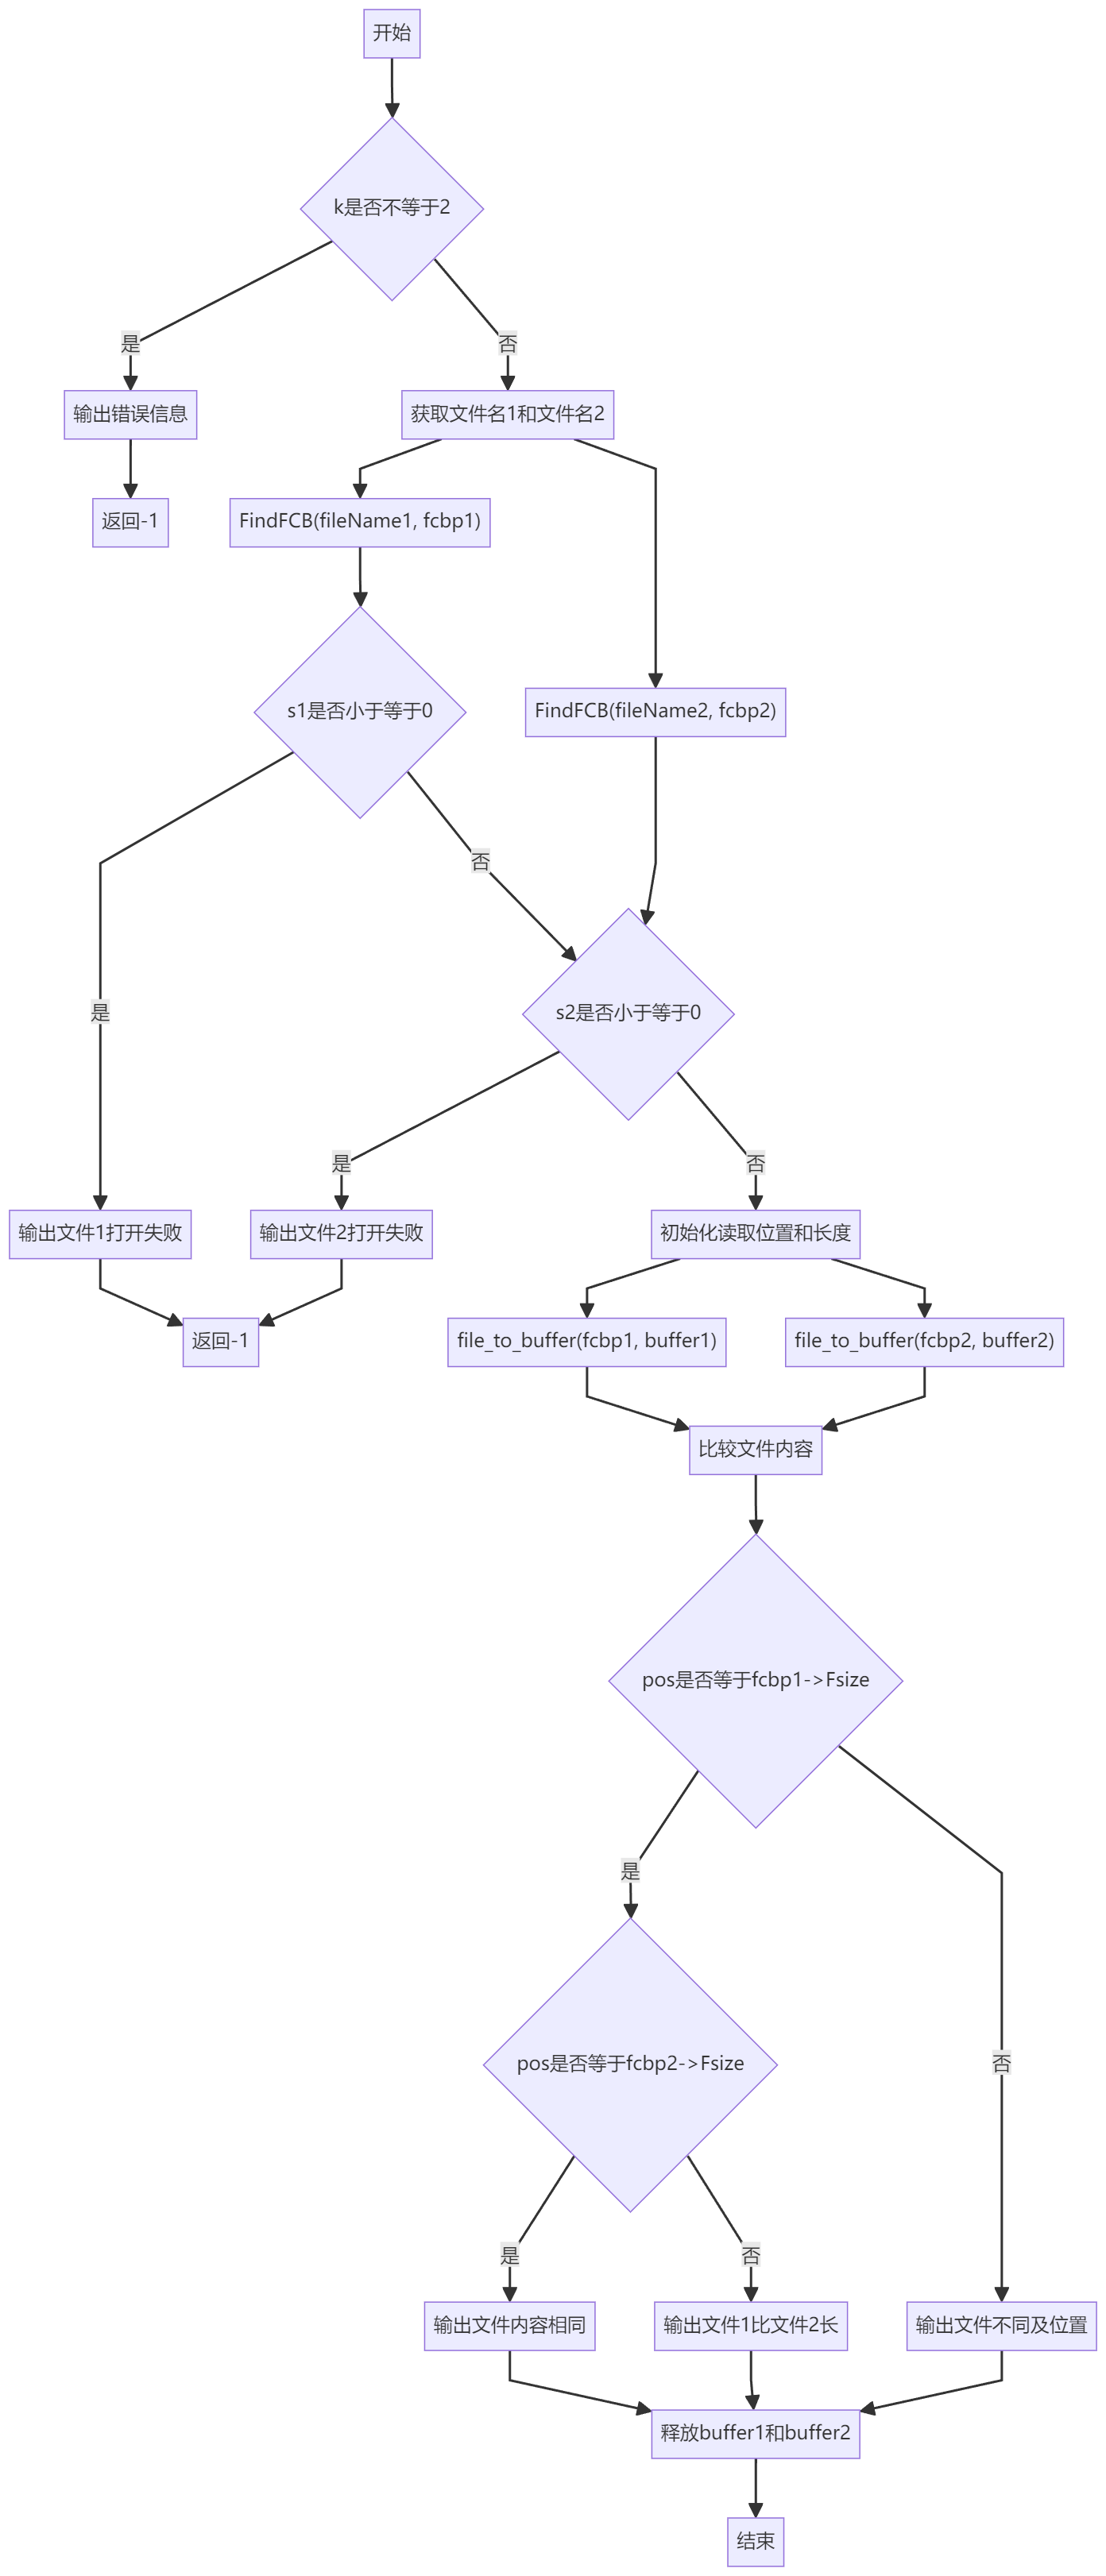 开始
k是否不等于2
是
否
输出错误信息
获取文件名1和文件名2
返回-1
FindFCB(fileName1, fcbp1)
s1是否小于等于0
FindFCB(fileName2, fcbp2)
否
s2是否小于等于0
是
是
否
输出文件1打开失败
输出文件2打开失败
初始化读取位置和长度
返回-1
file_to_buffer(fcbp1, buffer1)
file_to_buffer(fcbp2, buffer2)
比较文件内容
pos是否等于fcbp1->Fsize
是
pos是否等于fcbp2->Fsize
否
是
否
输出文件内容相同
输出文件1比文件2长
输出文件不同及位置
释放buffer1和buffer2
结束